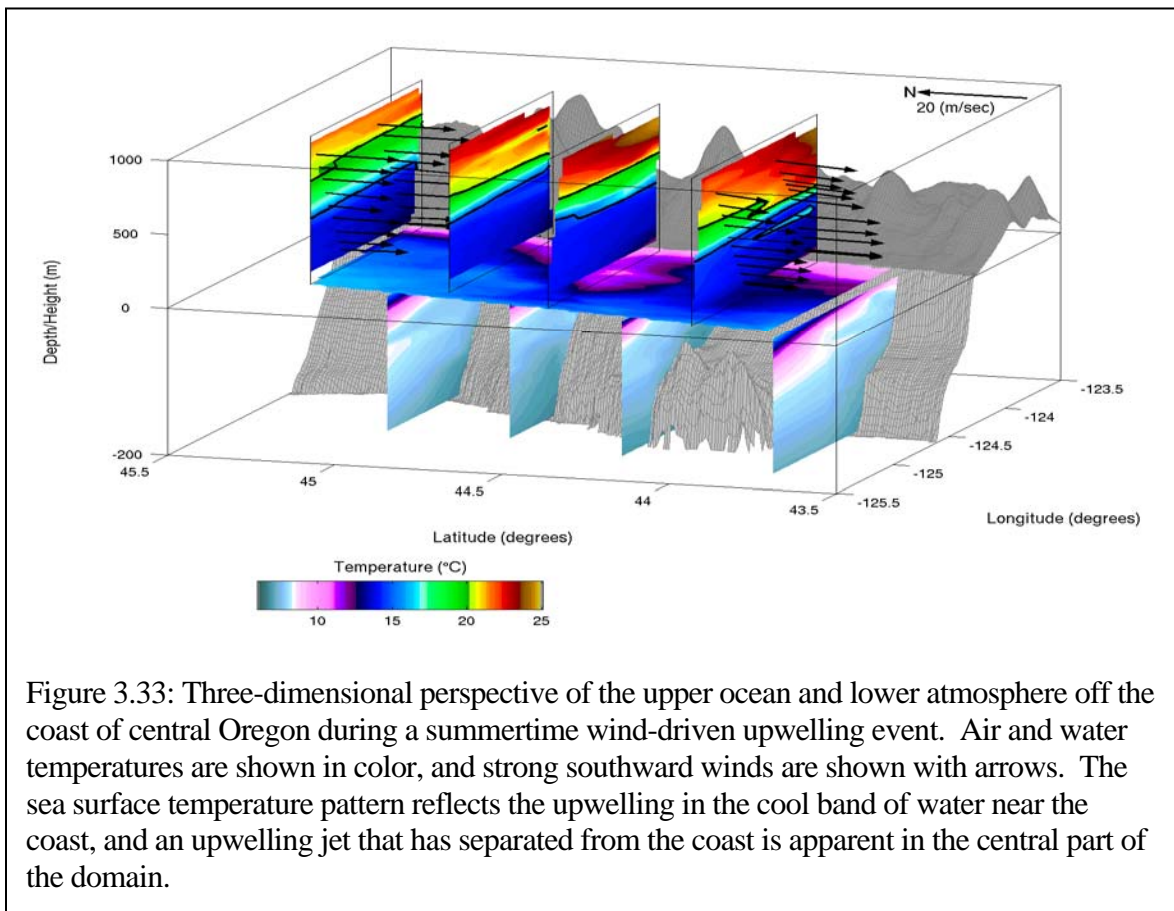 N
20 (m/sec)
1000
500
0
-200
Depth/Height (m)
45.5
45
44.5
44
43.5
Latitude (degrees)
-123.5
-124
-124.5
-125
-125.5
Longitude (degrees)
Temperature (ºC)
10 15 20 25
Figure 3.33: Three-dimensional perspective of the upper ocean and lower atmosphere off the
coast of central Oregon during a summertime wind-driven upwelling event. Air and water
temperatures are shown in color, and strong southward winds are shown with arrows. The
sea surface temperature pattern reflects the upwelling in the cool band of water near the
coast, and an upwelling jet that has separated from the coast is apparent in the central part of
the domain.